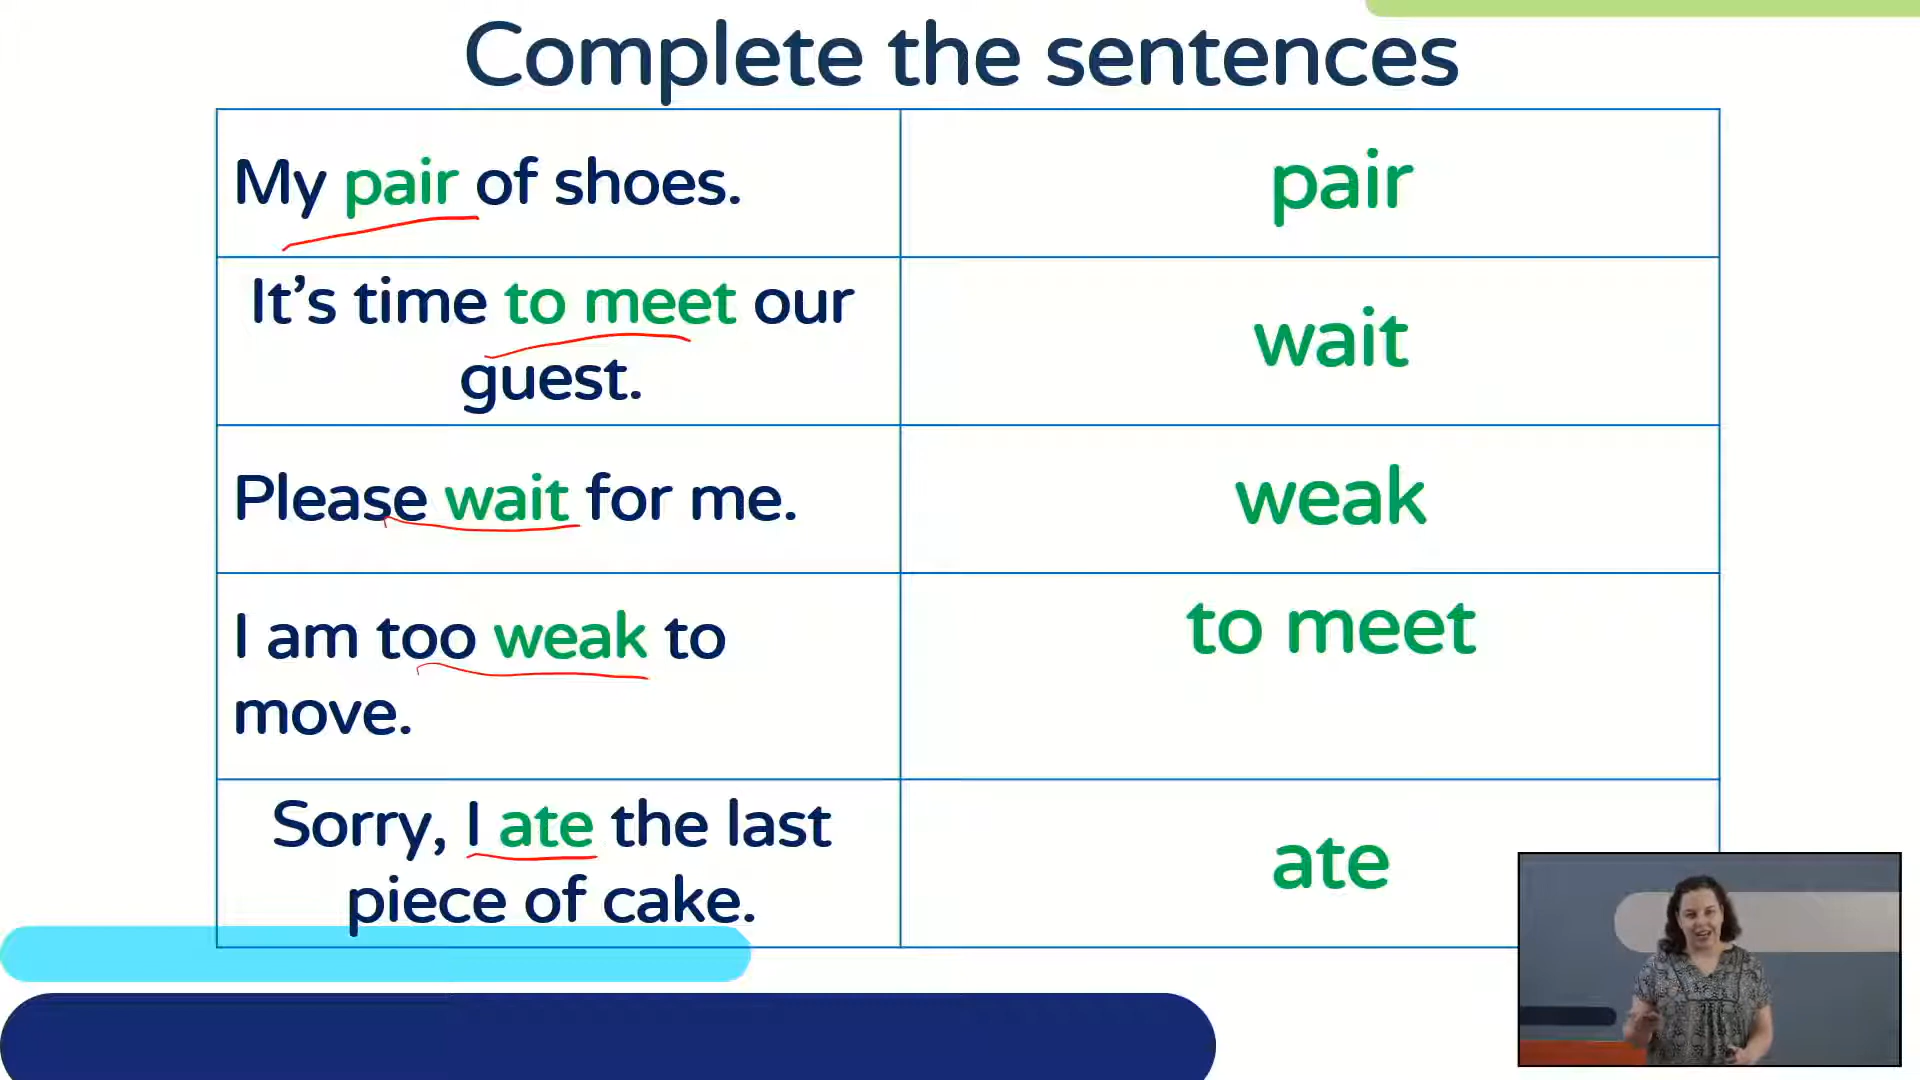 Complete the sentences
My pair of shoes.
pair
It's time to meet our
guest.
wait
Please wait for me.
weak
I am too weak to
move.
to meet
Sorry, I ate the last
piece of cake.
ate